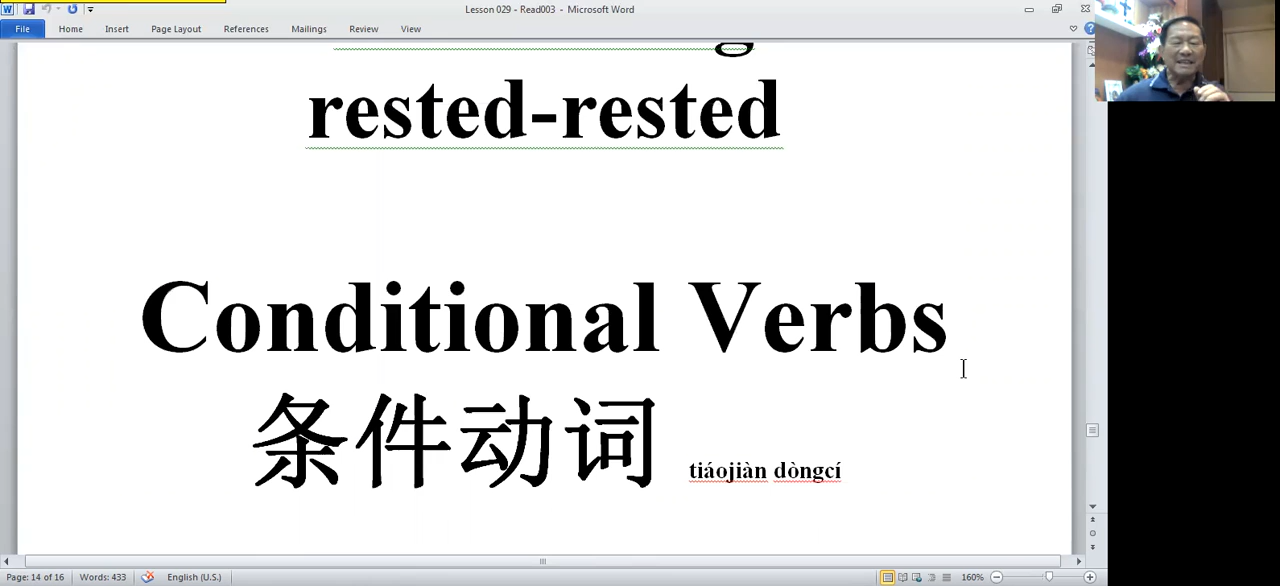 Lesson 029 - Read003 - Microsoft Word
File Home Insert Page Layout References Mailings Review View
rested-rested
Conditional Verbs
条件动词 tiáojiàn dòngcí
Page: 14 of 16 Words: 433 English (U.S.) 160%